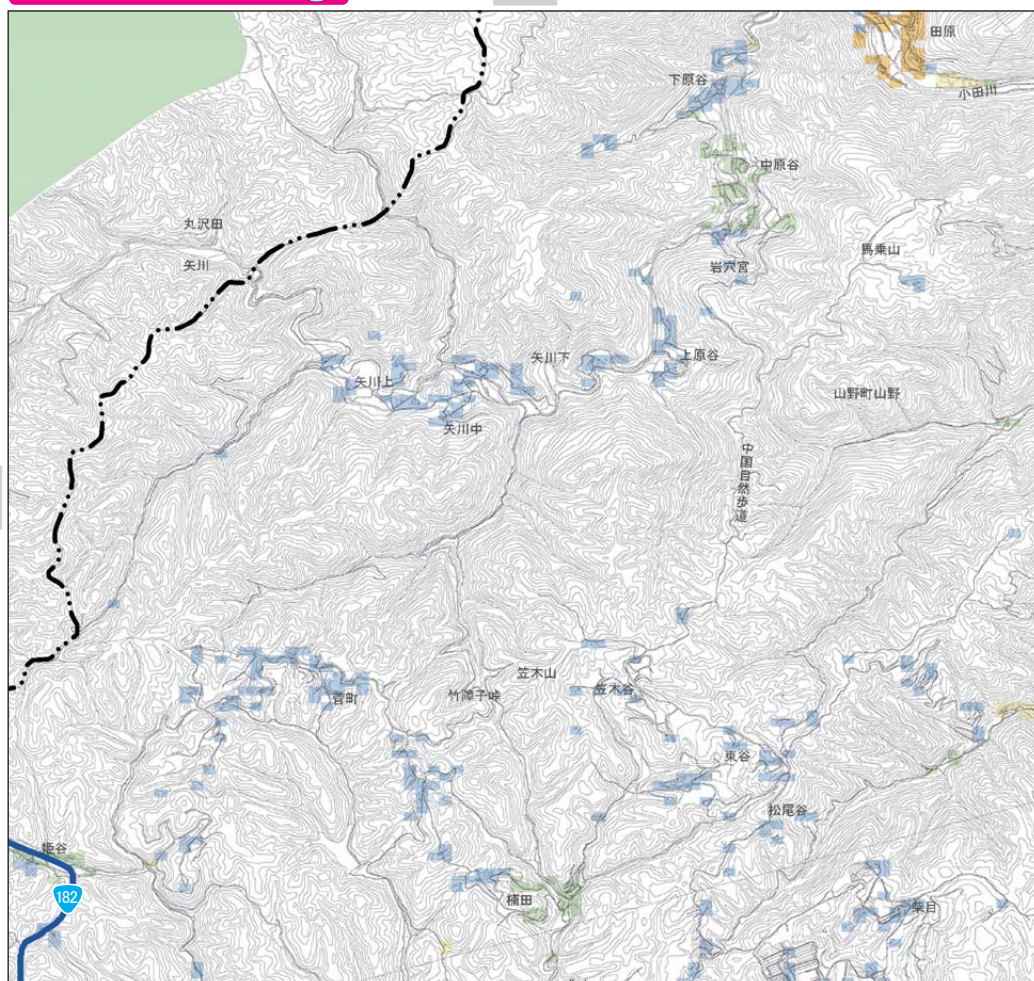 田原
下原谷
小田川
中原谷
丸沢田
馬乗山
矢川
岩穴宮
矢川下
上原谷
矢川上
山野町山野
矢川中
中国自然歩道
笠木山
笠木谷
竹障子峠
菅町
東谷
松尾谷
姫谷
182
楠田
柴目